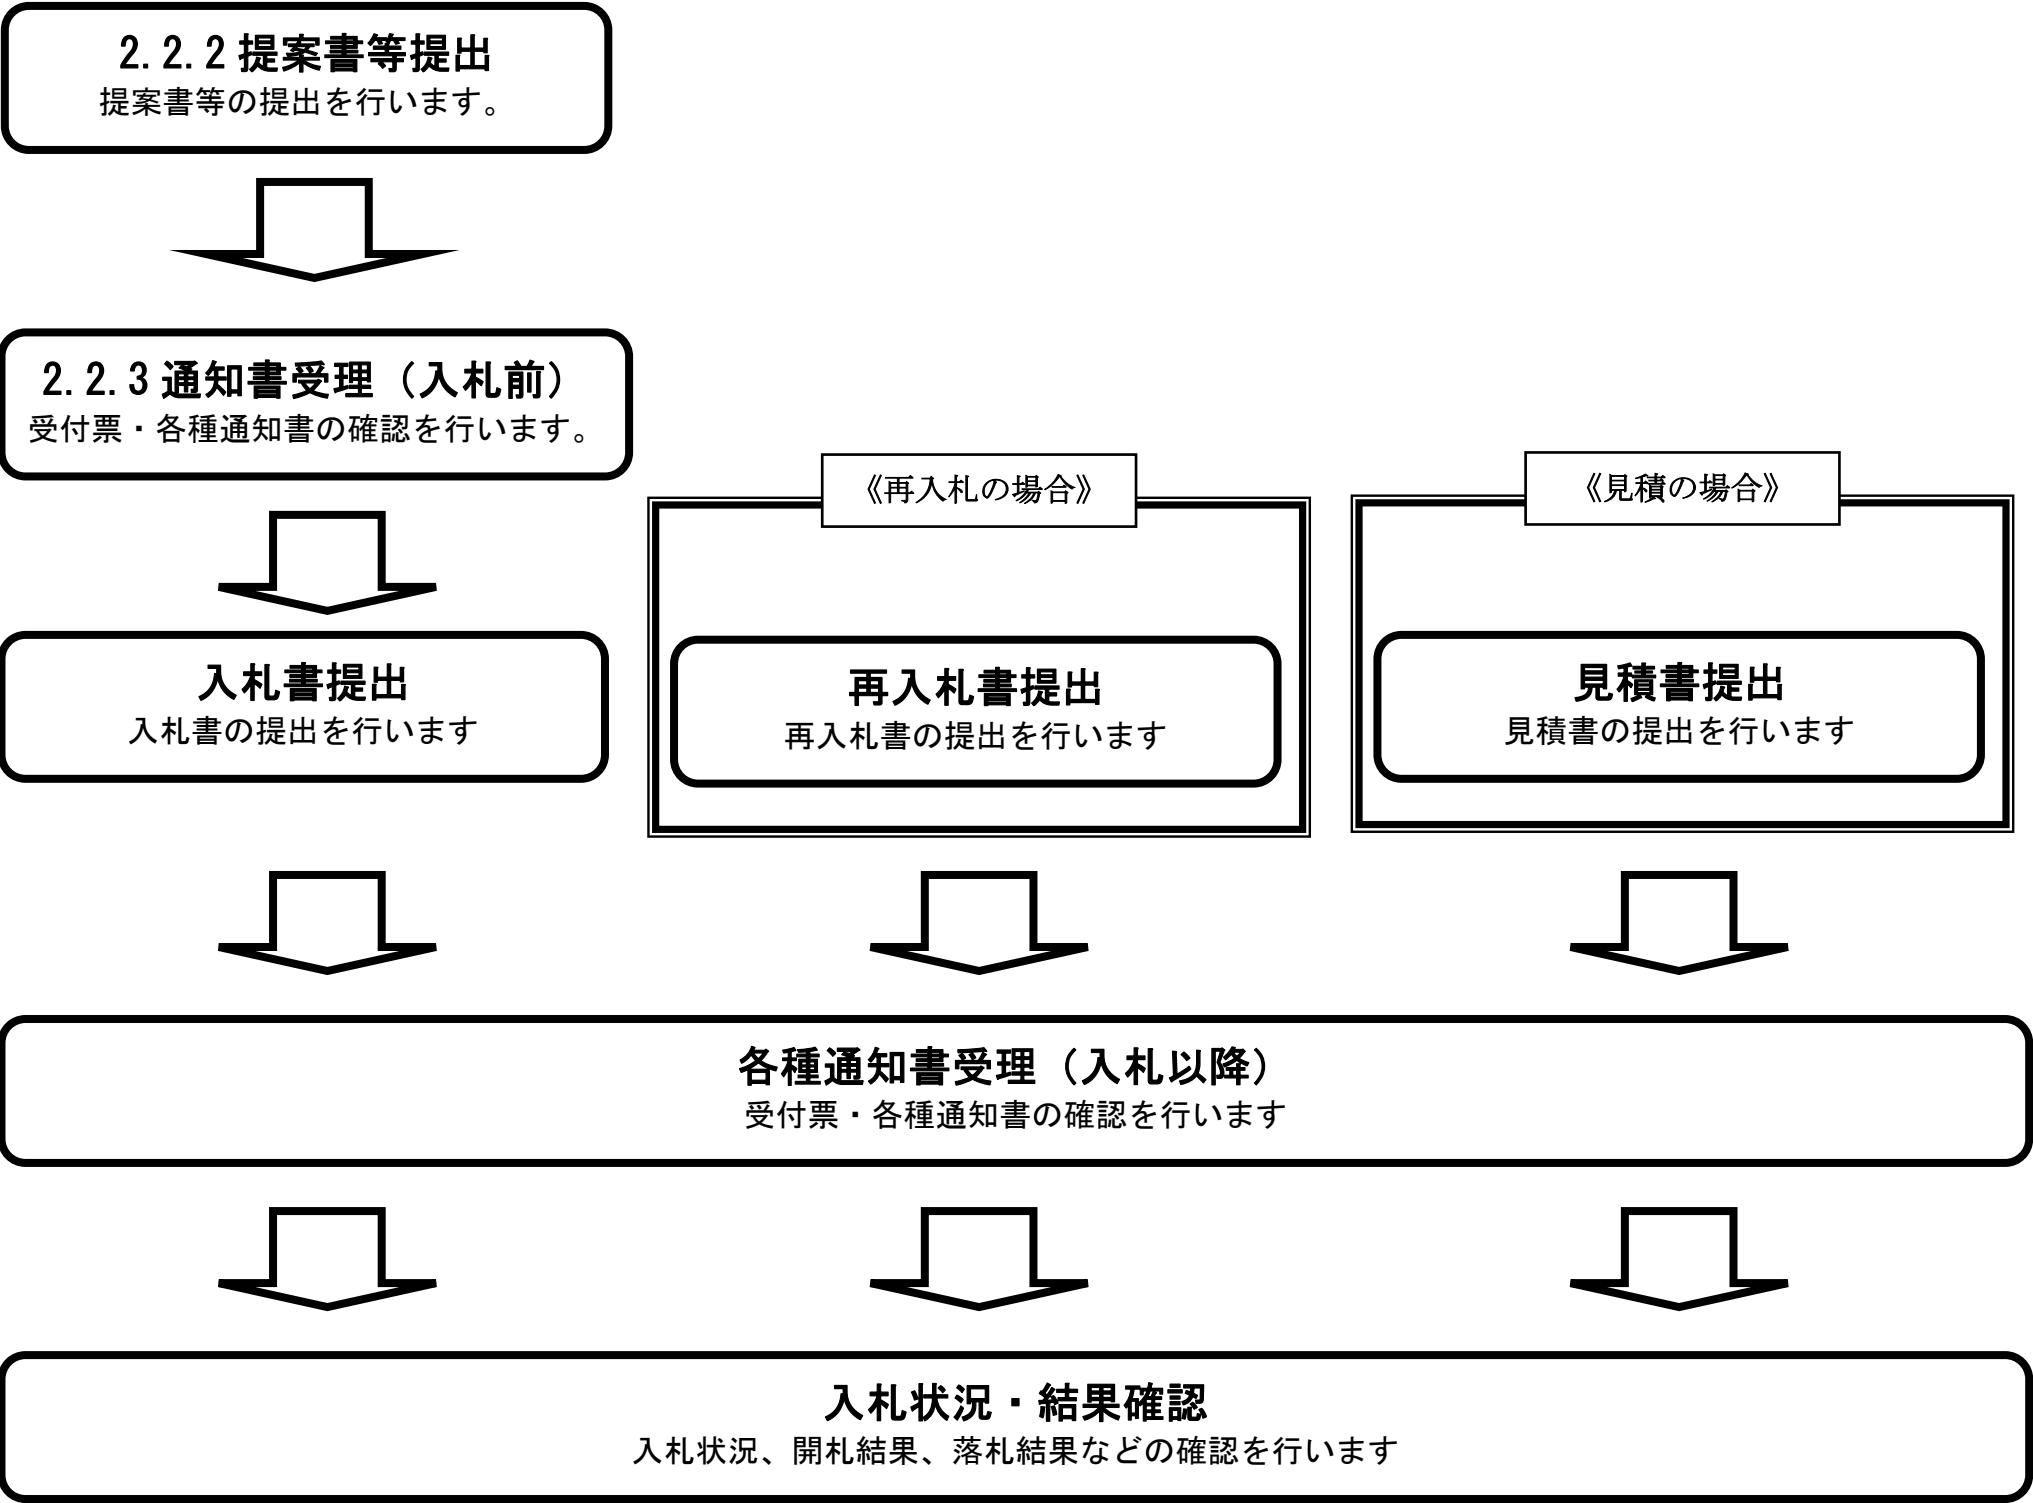 2.2.2 提案書等提出
提案書等の提出を行います。
2.2.3 通知書受理（入札前）
受付票・各種通知書の確認を行います。
入札書提出
入札書の提出を行います
《再入札の場合》
再入札書提出
再入札書の提出を行います
《見積の場合》
見積書提出
見積書の提出を行います
各種通知書受理（入札以降）
受付票・各種通知書の確認を行います
入札状況・結果確認
入札状況、開札結果、落札結果などの確認を行います